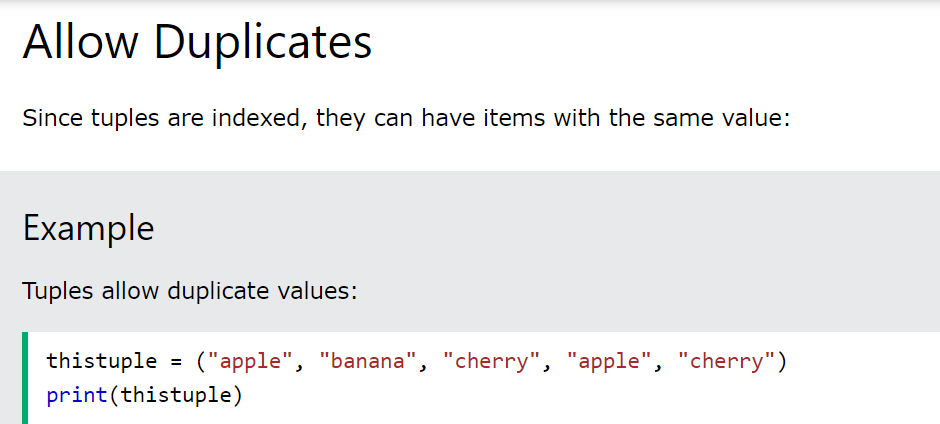 Allow Duplicates
Since tuples are indexed, they can have items with the same value:
Example
Tuples allow duplicate values:
thistuple = ("apple", "banana", "cherry", "apple", "cherry")
print(thistuple)